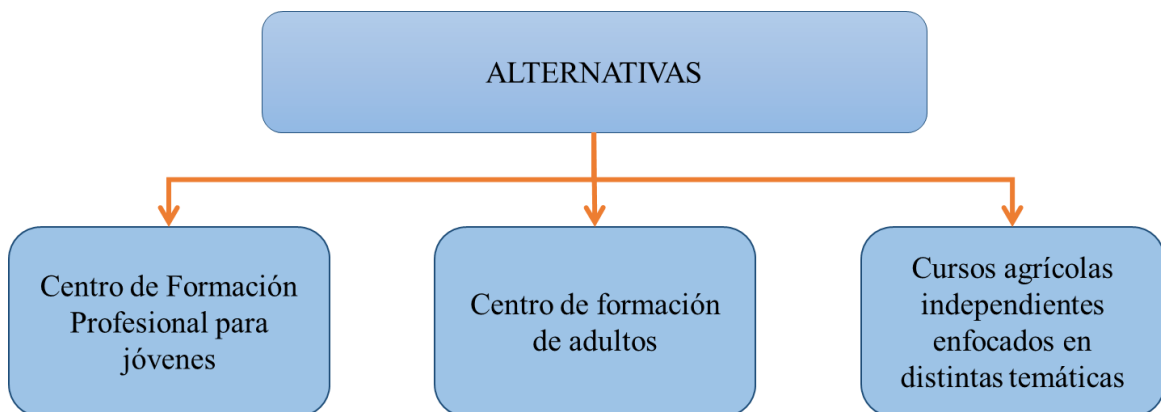 ALTERNATIVAS
Centro de Formación
Profesional para
jóvenes
Centro de formación
de adultos
Cursos agrícolas
independientes
enfocados en
distintas temáticas